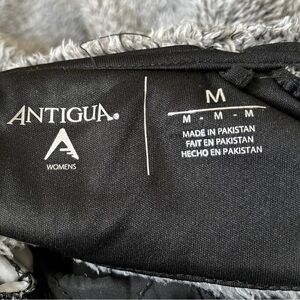 ANTIGUA®
WOMENS
M
M - M - M
MADE IN PAKISTAN
FAIT EN PAKISTAN
HECHO EN PAKISTAN